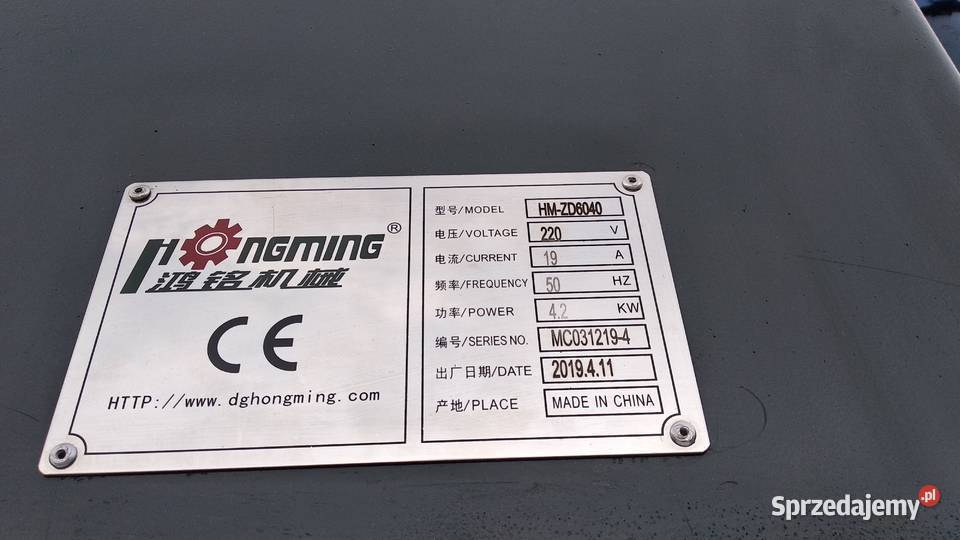 HONGMING®
鸿铭机械
CE
HTTP://www.dghongming.com
型号/MODEL HM-ZD6040
电压/VOLTAGE 220 V
电流/CURRENT 19 A
频率/FREQUENCY 50 HZ
功率/POWER 4.2 KW
编号/SERIES NO. MC031219-4
出厂日期/DATE 2019.4.11
产地/PLACE MADE IN CHINA
Sprzedajemy.pl